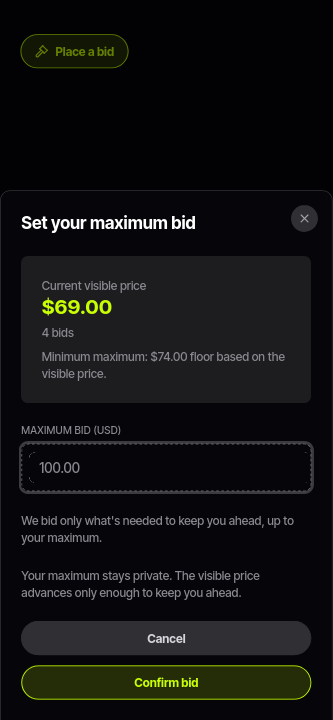 Place a bid
Set your maximum bid
Current visible price
$69.00
4 bids
Minimum maximum: $74.00 floor based on the
visible price.
MAXIMUM BID (USD)
100.00
We bid only what's needed to keep you ahead, up to
your maximum.
Your maximum stays private. The visible price
advances only enough to keep you ahead.
Cancel
Confirm bid